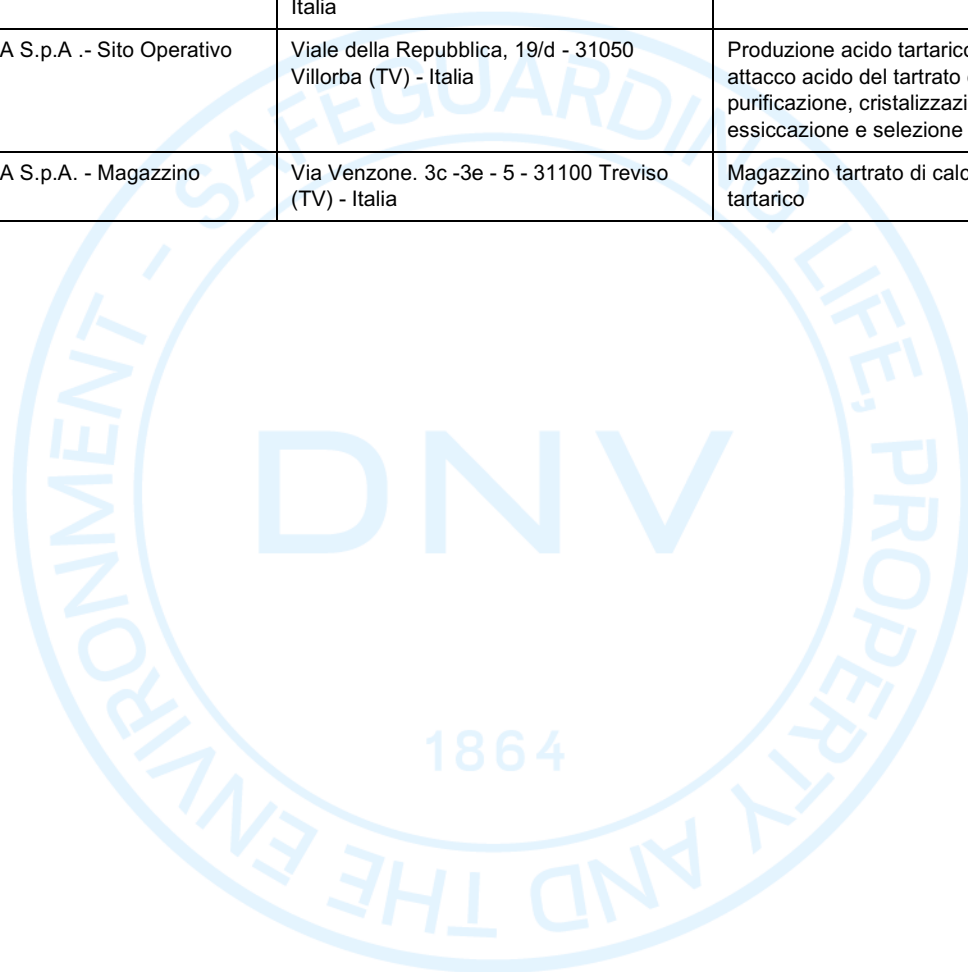 Italia
A S.p.A .- Sito Operativo
Viale della Repubblica, 19/d - 31050
Villorba (TV) - Italia
Produzione acido tartarico
attacco acido del tartrato
purificazione, cristalizzazi
essiccazione e selezione
A S.p.A. - Magazzino
Via Venzone. 3c -3e - 5 - 31100 Treviso
(TV) - Italia
Magazzino tartrato di calc
tartarico
SAFEGUARDING LIFE, PROPERTY AND THE ENVIRONMENT -
DNV
1864